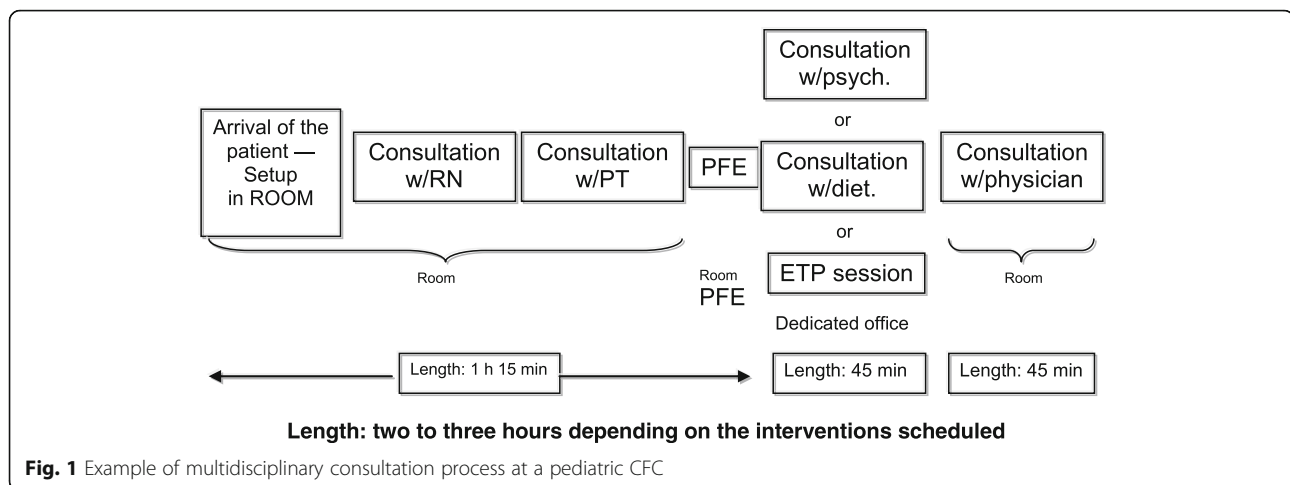 Arrival of the
patient —
Setup
in ROOM
Consultation
w/RN
Consultation
w/PT
PFE
Consultation
w/psych.
or
Consultation
w/diet.
or
ETP session
Dedicated office
Consultation
w/physician
Room
Room
PFE
Room
Length: 1 h 15 min
Length: 45 min
Length: 45 min
Length: two to three hours depending on the interventions scheduled
Fig. 1 Example of multidisciplinary consultation process at a pediatric CFC